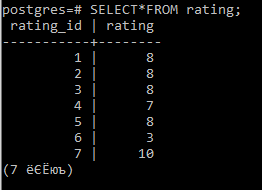 postgres=# SELECT*FROM rating;
 rating_id | rating
-----------+--------
         1 |      8
         2 |      8
         3 |      8
         4 |      7
         5 |      8
         6 |      3
         7 |     10
(7 ёЄЁюъ)